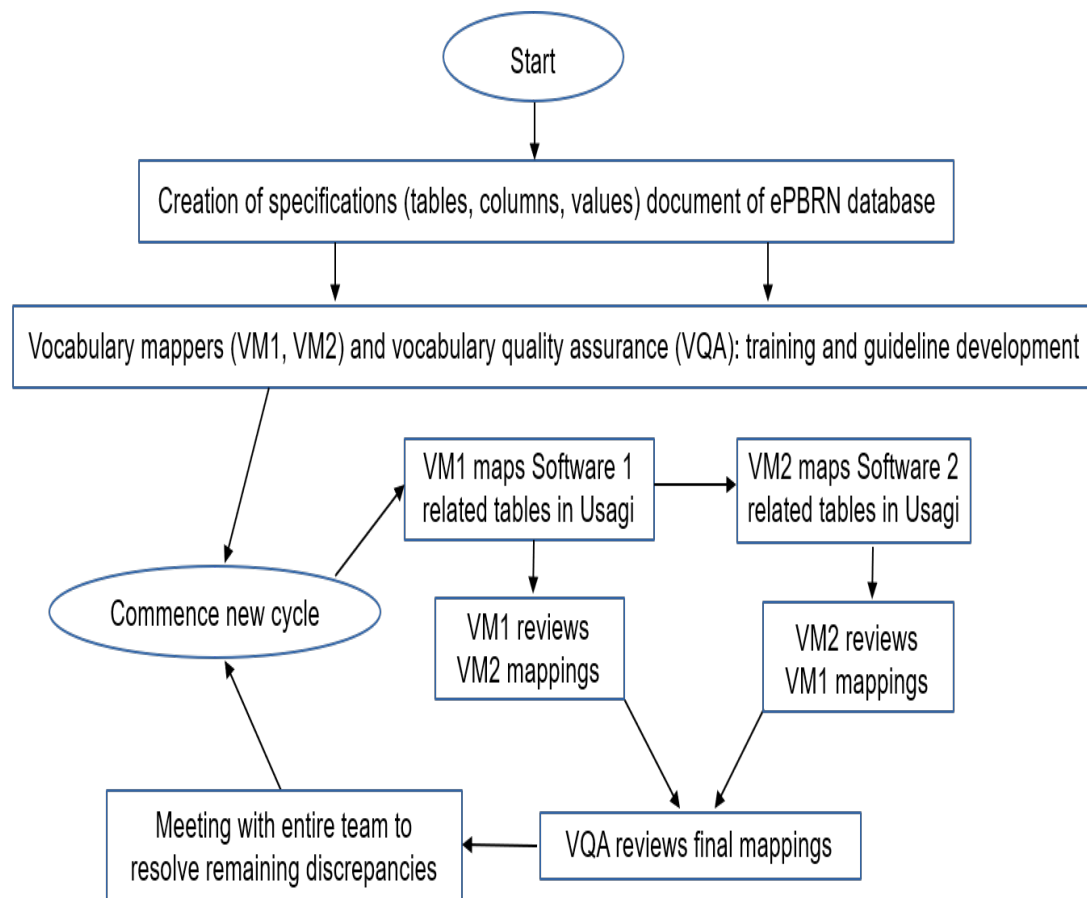 Start
Creation of specifications (tables, columns, values) document of ePBRN database
Vocabulary mappers (VM1, VM2) and vocabulary quality assurance (VQA): training and guideline development
VM1 maps Software 1
related tables in Usagi
VM2 maps Software 2
related tables in Usagi
Commence new cycle
VM1 reviews
VM2 mappings
VM2 reviews
VM1 mappings
Meeting with entire team to
resolve remaining discrepancies
VQA reviews final mappings